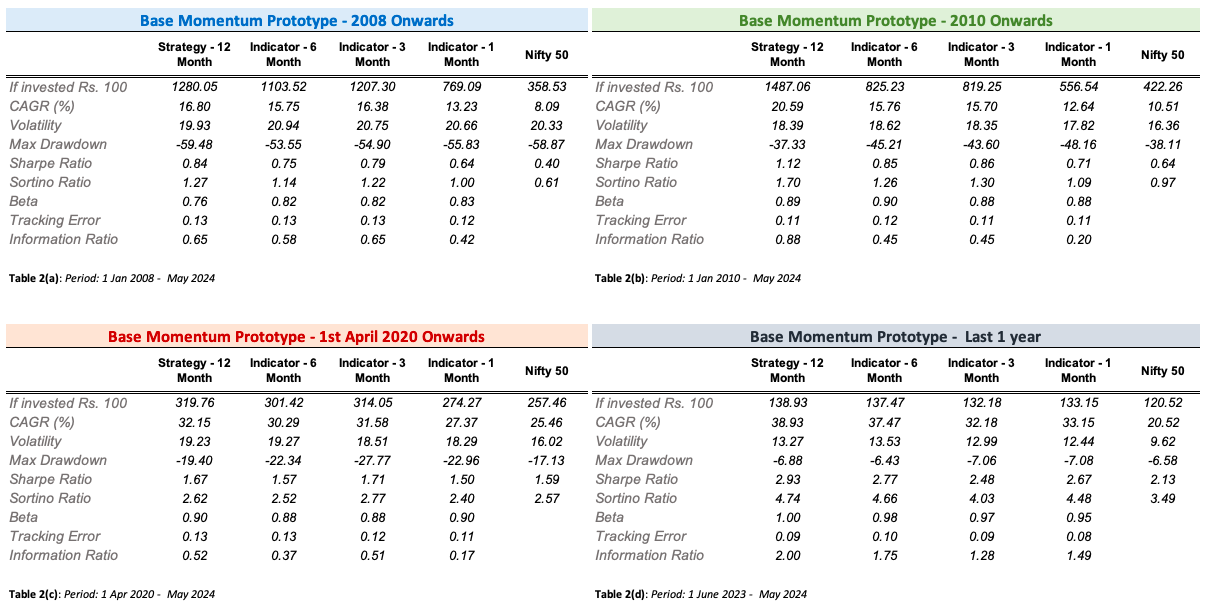 Base Momentum Prototype - 2008 Onwards
Strategy - 12 Month Indicator - 6 Month Indicator - 3 Month Indicator - 1 Month Nifty 50
If invested Rs. 100 1280.05 1103.52 1207.30 769.09 358.53
CAGR (%) 16.80 15.75 16.38 13.23 8.09
Volatility 19.93 20.94 20.75 20.66 20.33
Max Drawdown -59.48 -53.55 -54.90 -55.83 -58.87
Sharpe Ratio 0.84 0.75 0.79 0.64 0.40
Sortino Ratio 1.27 1.14 1.22 1.00 0.61
Beta 0.76 0.82 0.82 0.83
Tracking Error 0.13 0.13 0.13 0.12
Information Ratio 0.65 0.58 0.65 0.42
Table 2(a): Period: 1 Jan 2008 - May 2024
Base Momentum Prototype - 2010 Onwards
Strategy - 12 Month Indicator - 6 Month Indicator - 3 Month Indicator - 1 Month Nifty 50
If invested Rs. 100 1487.06 825.23 819.25 556.54 422.26
CAGR (%) 20.59 15.76 15.70 12.64 10.51
Volatility 18.39 18.62 18.35 17.82 16.36
Max Drawdown -37.33 -45.21 -43.60 -48.16 -38.11
Sharpe Ratio 1.12 0.85 0.86 0.71 0.64
Sortino Ratio 1.70 1.26 1.30 1.09 0.97
Beta 0.89 0.90 0.88 0.88
Tracking Error 0.11 0.12 0.11 0.11
Information Ratio 0.88 0.45 0.45 0.20
Table 2(b): Period: 1 Jan 2010 - May 2024
Base Momentum Prototype - 1st April 2020 Onwards
Strategy - 12 Month Indicator - 6 Month Indicator - 3 Month Indicator - 1 Month Nifty 50
If invested Rs. 100 319.76 301.42 314.05 274.27 257.46
CAGR (%) 32.15 30.29 31.58 27.37 25.46
Volatility 19.23 19.27 18.51 18.29 16.02
Max Drawdown -19.40 -22.34 -27.77 -22.96 -17.13
Sharpe Ratio 1.67 1.57 1.71 1.50 1.59
Sortino Ratio 2.62 2.52 2.77 2.40 2.57
Beta 0.90 0.88 0.88 0.90
Tracking Error 0.13 0.13 0.12 0.11
Information Ratio 0.52 0.37 0.51 0.17
Table 2(c): Period: 1 Apr 2020 - May 2024
Base Momentum Prototype - Last 1 year
Strategy - 12 Month Indicator - 6 Month Indicator - 3 Month Indicator - 1 Month Nifty 50
If invested Rs. 100 138.93 137.47 132.18 133.15 120.52
CAGR (%) 38.93 37.47 32.18 33.15 20.52
Volatility 13.27 13.53 12.99 12.44 9.62
Max Drawdown -6.88 -6.43 -7.06 -7.08 -6.58
Sharpe Ratio 2.93 2.77 2.48 2.67 2.13
Sortino Ratio 4.74 4.66 4.03 4.48 3.49
Beta 1.00 0.98 0.97 0.95
Tracking Error 0.09 0.10 0.09 0.08
Information Ratio 2.00 1.75 1.28 1.49
Table 2(d): Period: 1 June 2023 - May 2024